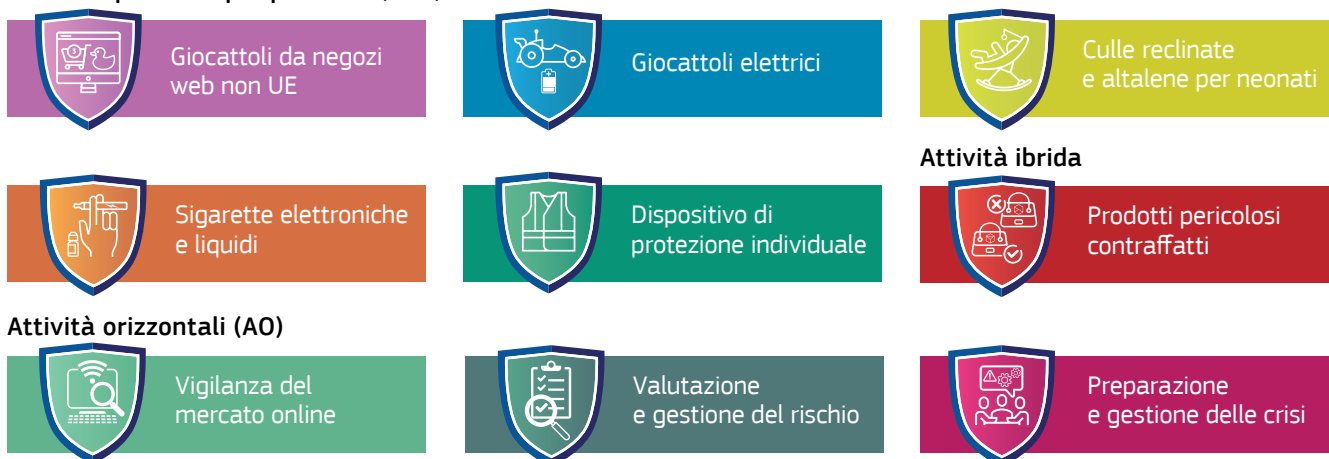 Giocattoli da negozi
web non UE
Giocattoli elettrici
Culle reclinate
e altalene per neonati
Attività ibrida
Sigarette elettroniche
e liquidi
Dispositivo di
protezione individuale
Prodotti pericolosi
contraffatti
Attività orizzontali (AO)
Vigilanza del
mercato online
Valutazione
e gestione del rischio
Preparazione
e gestione delle crisi